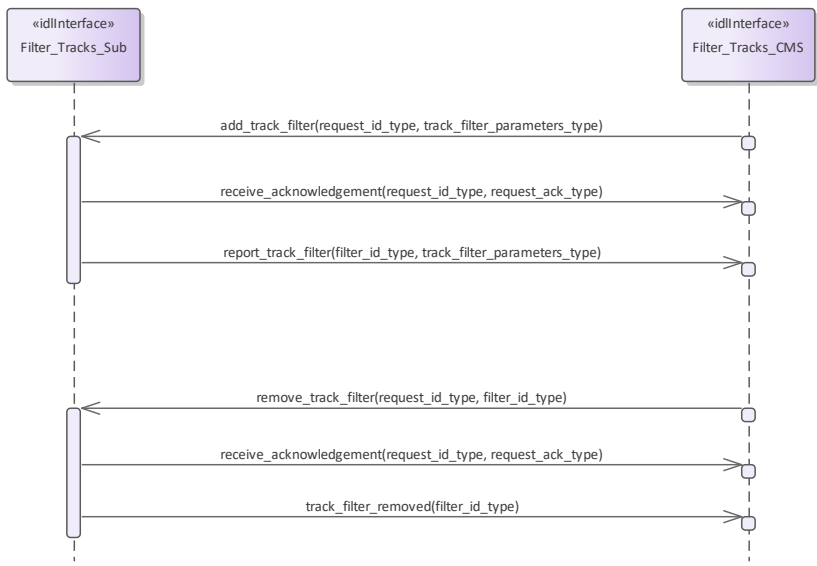 «idlInterface»
Filter_Tracks_Sub
«idlInterface»
Filter_Tracks_CMS
add_track_filter(request_id_type, track_filter_parameters_type)
receive_acknowledgement(request_id_type, request_ack_type)
report_track_filter(filter_id_type, track_filter_parameters_type)
remove_track_filter(request_id_type, filter_id_type)
receive_acknowledgement(request_id_type, request_ack_type)
track_filter_removed(filter_id_type)